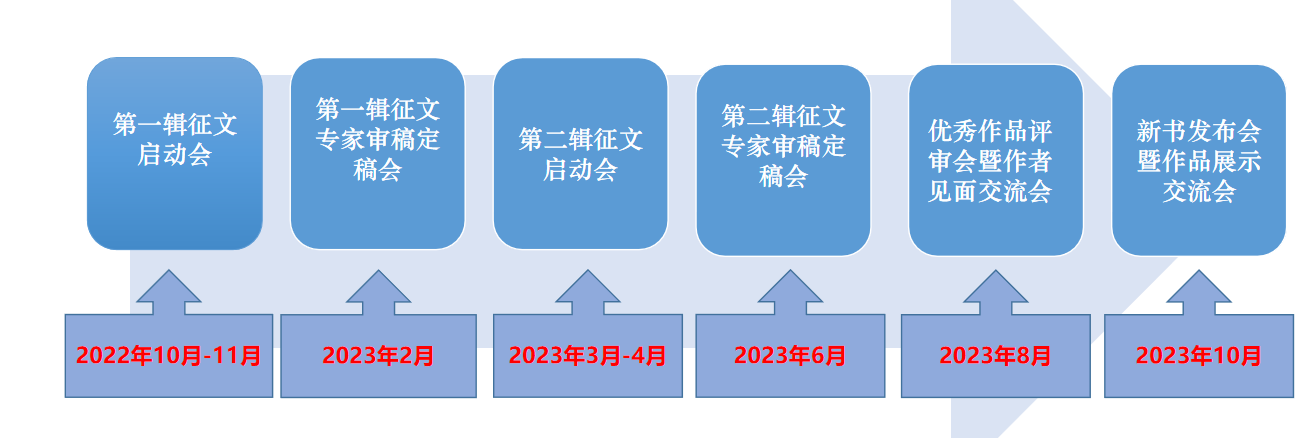 第一辑征文
启动会
第一辑征文
专家审稿定
稿会
第二辑征文
启动会
第二辑征文
专家审稿定
稿会
优秀作品评
审会暨作者
见面交流会
新书发布会
暨作品展示
交流会
2022年10月-11月
2023年2月
2023年3月-4月
2023年6月
2023年8月
2023年10月